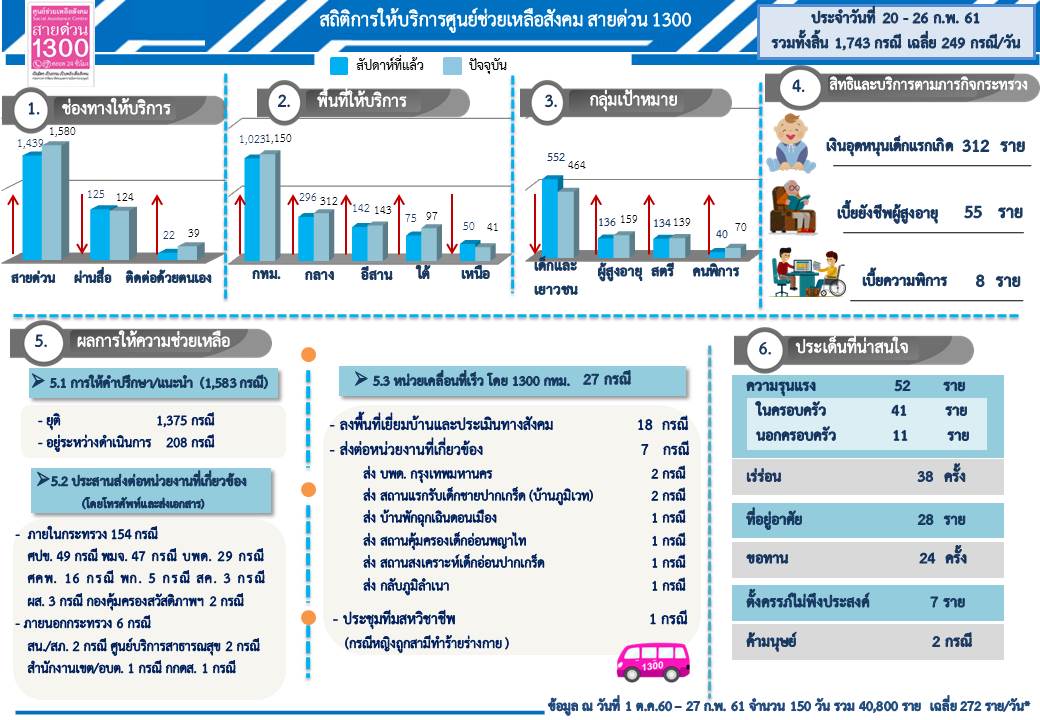 ศูนย์ช่วยเหลือสังคม
Social Assistance Center
สายด่วน
1300
ตลอด 24 ชั่วโมง
สถิติการให้บริการศูนย์ช่วยเหลือสังคม สายด่วน 1300
ประจำวันที่ 20 - 26 ก.พ. 61
รวมทั้งสิ้น 1,743 กรณี เฉลี่ย 249 กรณี/วัน
สัปดาห์ที่แล้ว ปัจจุบัน
1. ช่องทางให้บริการ
1,439 1,580
125 124
22 39
สายด่วน ผ่านสื่อ ติดต่อด้วยตนเอง
2. พื้นที่ให้บริการ
1,023 1,150
296 312
142 143
75 97
50 41
กทม. กลาง อีสาน ใต้ เหนือ
3. กลุ่มเป้าหมาย
552 464
136 159
134 139
40 70
เด็กและ
เยาวชน
ผู้สูงอายุ สตรี คนพิการ
4. สิทธิและบริการตามภารกิจกระทรวง
เงินอุดหนุนเด็กแรกเกิด 312 ราย
เบี้ยยังชีพผู้สูงอายุ 55 ราย
เบี้ยความพิการ 8 ราย
5. ผลการให้ความช่วยเหลือ
➢ 5.1 การให้คำปรึกษา/แนะนำ (1,583 กรณี)
- ยุติ 1,375 กรณี
- อยู่ระหว่างดำเนินการ 208 กรณี
➢5.2 ประสานส่งต่อหน่วยงานที่เกี่ยวข้อง
(โดยโทรศัพท์และส่งเอกสาร)
- ภายในกระทรวง 154 กรณี
ศปข. 49 กรณี พมจ. 47 กรณี บพด. 29 กรณี
ศคพ. 16 กรณี พก. 5 กรณี สค. 3 กรณี
ผส. 3 กรณี กองคุ้มครองสวัสดิภาพฯ 2 กรณี
- ภายนอกกระทรวง 6 กรณี
สน./สภ. 2 กรณี ศูนย์บริการสาธารณสุข 2 กรณี
สำนักงานเขต/อบต. 1 กรณี กกตส. 1 กรณี
➢ 5.3 หน่วยเคลื่อนที่เร็ว โดย 1300 กทม. 27 กรณี
- ลงพื้นที่เยี่ยมบ้านและประเมินทางสังคม 18 กรณี
- ส่งต่อหน่วยงานที่เกี่ยวข้อง 7 กรณี
ส่ง บพด. กรุงเทพมหานคร 2 กรณี
ส่ง สถานแรกรับเด็กชายปากเกร็ด (บ้านภูมิเวท) 2 กรณี
ส่ง บ้านพักฉุกเฉินดอนเมือง 1 กรณี
ส่ง สถานคุ้มครองเด็กอ่อนพญาไท 1 กรณี
ส่ง สถานสงเคราะห์เด็กอ่อนปากเกร็ด 1 กรณี
ส่ง กลับภูมิลำเนา 1 กรณี
- ประชุมทีมสหวิชาชีพ 1 กรณี
(กรณีหญิงถูกสามีทำร้ายร่างกาย )
1300
6. ประเด็นที่น่าสนใจ
ความรุนแรง 52 ราย
ในครอบครัว 41 ราย
นอกครอบครัว 11 ราย
เร่ร่อน 38 ครั้ง
ที่อยู่อาศัย 28 ราย
ขอทาน 24 ครั้ง
ตั้งครรภ์ไม่พึงประสงค์ 7 ราย
ค้ามนุษย์ 2 กรณี
ข้อมูล ณ วันที่ 1 ต.ค.60 – 27 ก.พ. 61 จำนวน 150 วัน รวม 40,800 ราย เฉลี่ย 272 ราย/วัน*